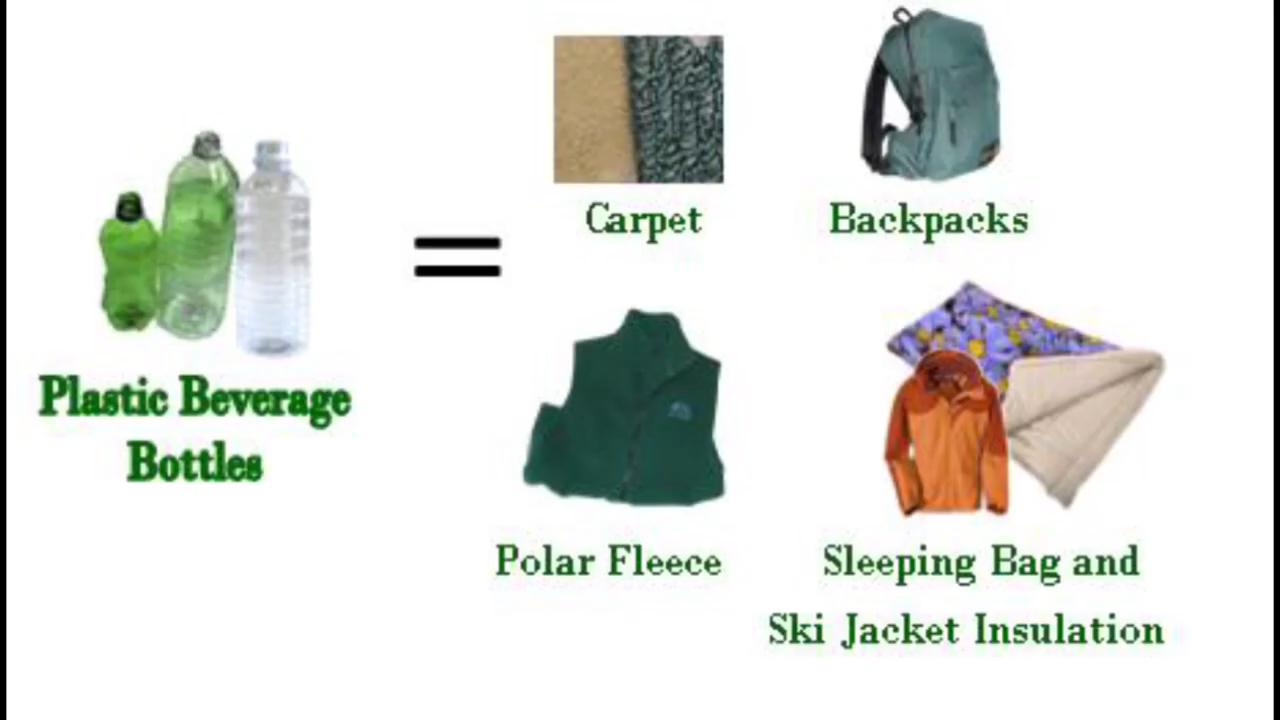 Carpet
Backpacks
=
Plastic Beverage
Bottles
Polar Fleece
Sleeping Bag and
Ski Jacket Insulation